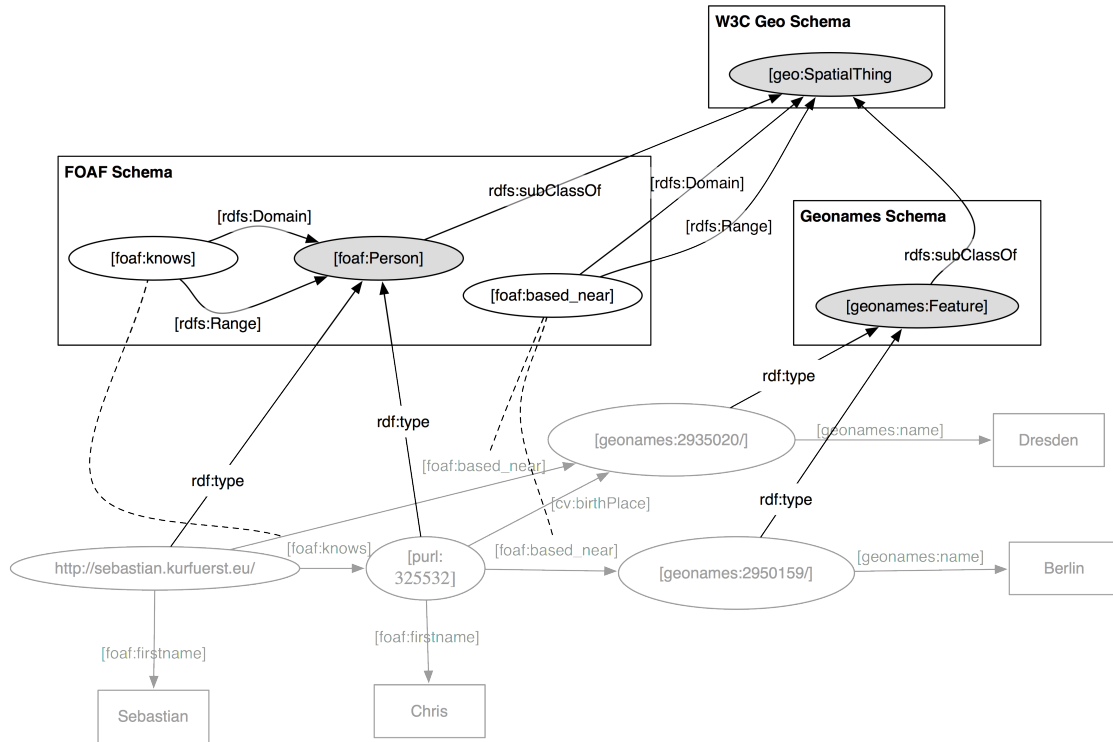 W3C Geo Schema
[geo:SpatialThing
FOAF Schema
rdfs:subClassOf
[rdfs:Domain]
[rdfs:Domain]
[rdfs:Range]
Geonames Schema
[foaf:knows]
[foaf:Person]
rdfs:subClassOf
[foaf:based_near]
[geonames:Feature]
[rdfs:Range]
rdf:type
rdf:type
[geonames:2935020/]
[geonames:name]
Dresden
[foaf:based_near]
rdf:type
rdf:type
[cv:birthPlace]
[foaf:knows]
[purl:
325532]
[foaf:based_near]
http://sebastian.kurfuerst.eu/
[geonames:2950159/]
[geonames:name]
Berlin
[foaf:firstname]
[foaf:firstname]
Sebastian
Chris